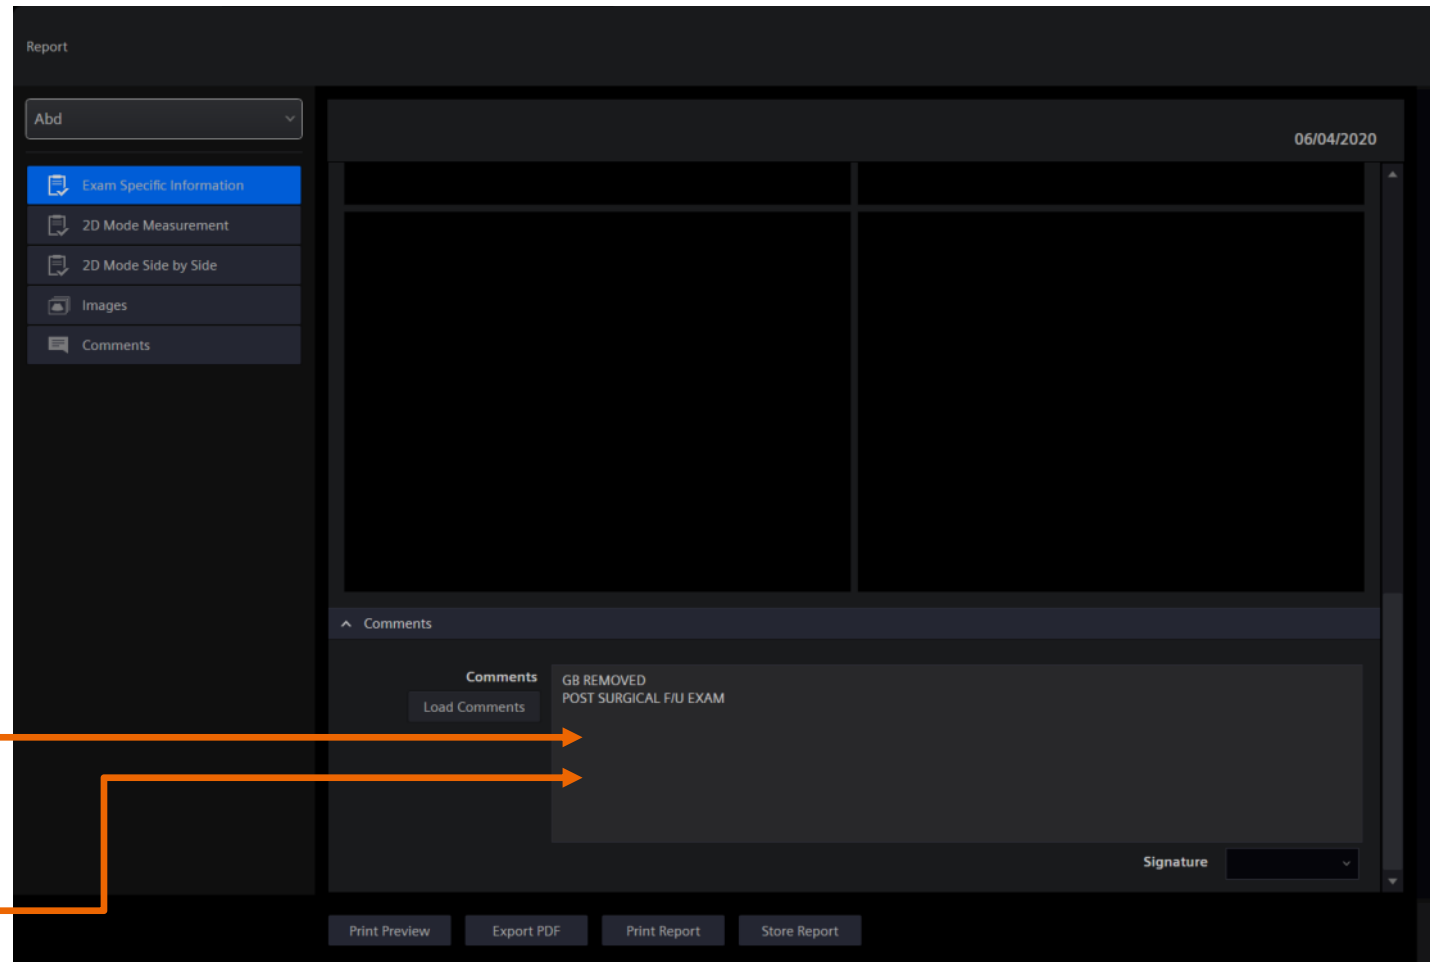 Report
Abd
06/04/2020
Exam Specific Information
2D Mode Measurement
2D Mode Side by Side
Images
Comments
Comments
Comments
Load Comments
GB REMOVED
POST SURGICAL F/U EXAM
Signature
Print Preview
Export PDF
Print Report
Store Report